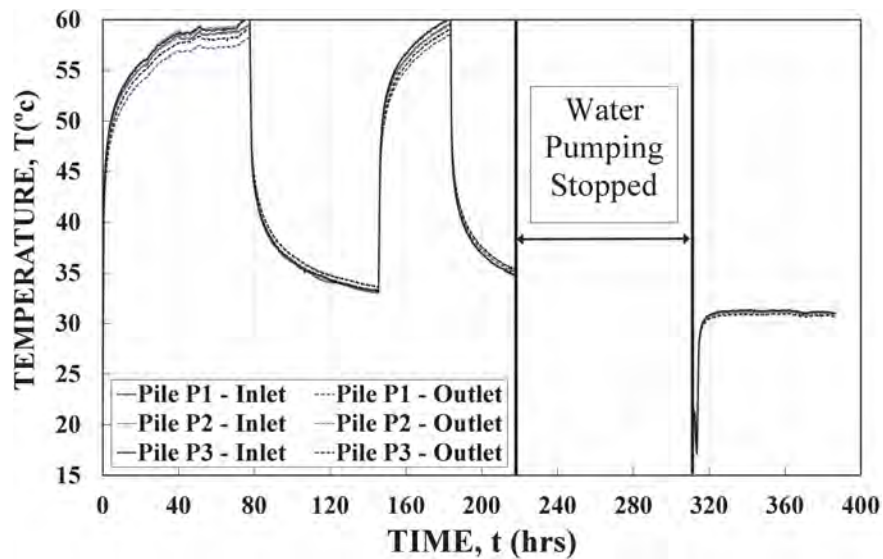 TEMPERATURE, T(ºc)
60
55
50
45
40
35
30
25
20
15
Water
Pumping
Stopped
Pile P1 - Inlet
Pile P1 - Outlet
Pile P2 - Inlet
Pile P2 - Outlet
Pile P3 - Inlet
Pile P3 - Outlet
0 40 80 120 160 200 240 280 320 360 400
TIME, t (hrs)